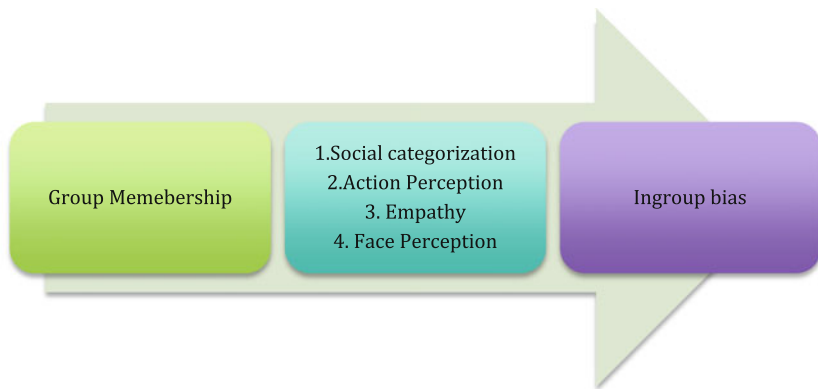 Group Memebership
1.Social categorization
2.Action Perception
3. Empathy
4. Face Perception
Ingroup bias